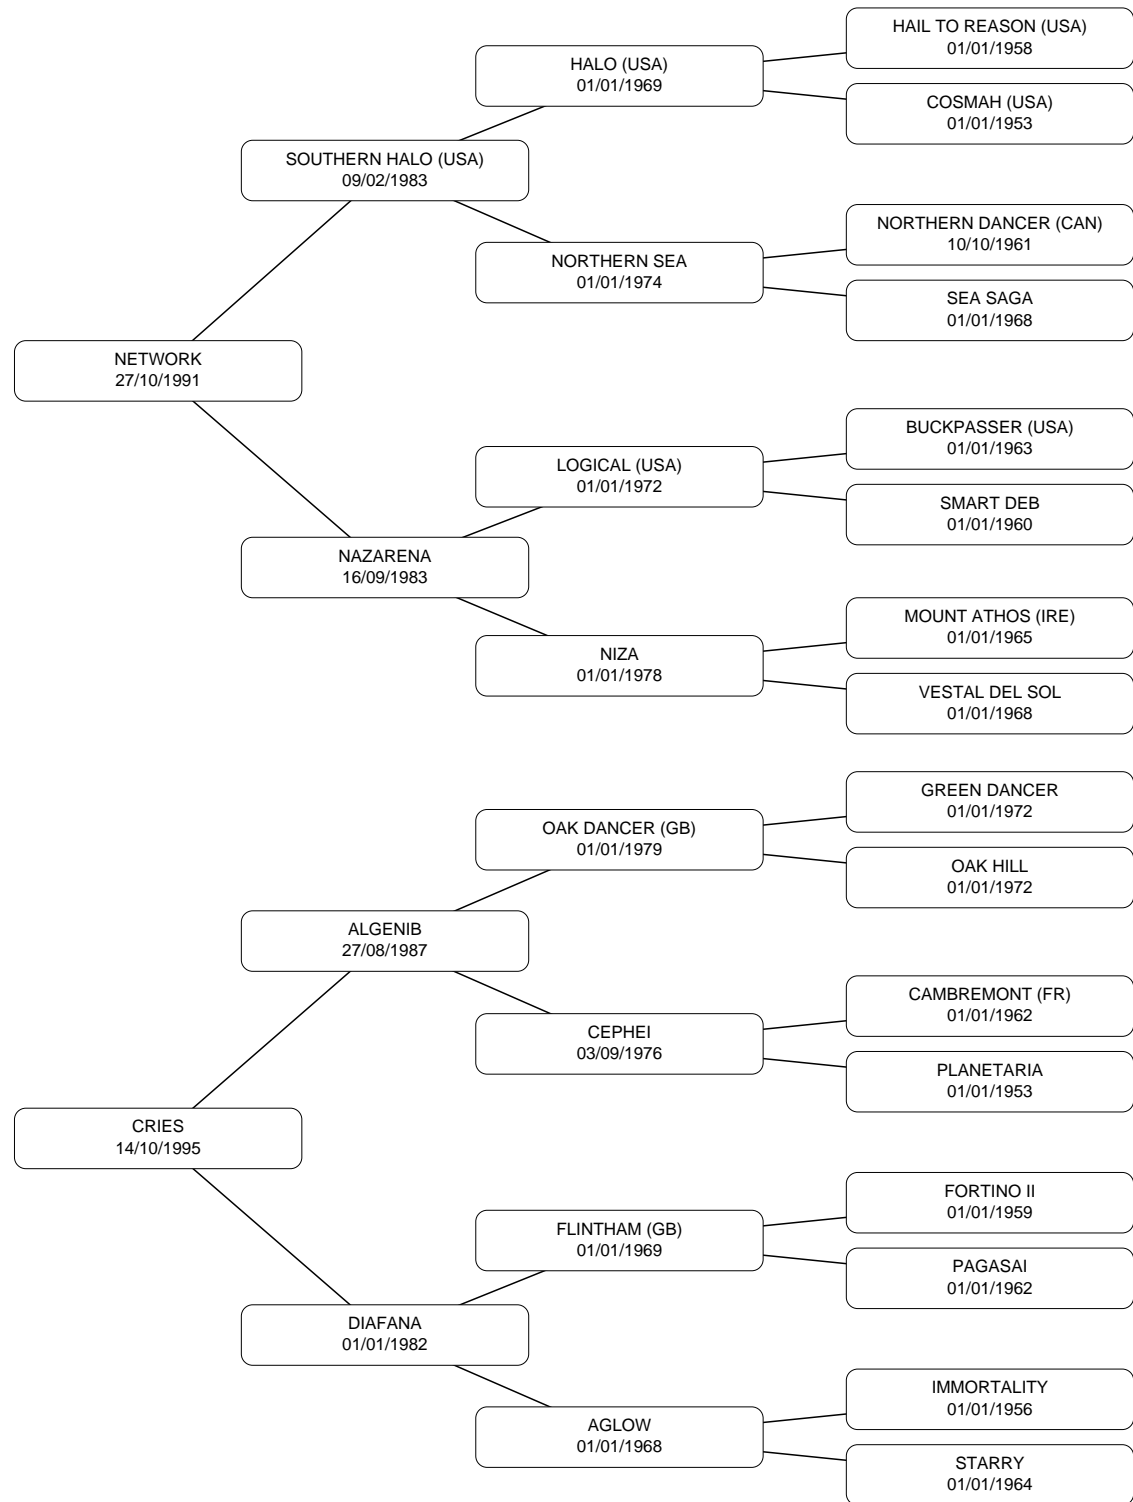 HAIL TO REASON (USA)
01/01/1958
HALO (USA)
01/01/1969
COSMAH (USA)
01/01/1953
SOUTHERN HALO (USA)
09/02/1983
NORTHERN DANCER (CAN)
10/10/1961
NORTHERN SEA
01/01/1974
SEA SAGA
01/01/1968
NETWORK
27/10/1991
BUCKPASSER (USA)
01/01/1963
LOGICAL (USA)
01/01/1972
SMART DEB
01/01/1960
NAZARENA
16/09/1983
MOUNT ATHOS (IRE)
01/01/1965
NIZA
01/01/1978
VESTAL DEL SOL
01/01/1968
GREEN DANCER
01/01/1972
OAK DANCER (GB)
01/01/1979
OAK HILL
01/01/1972
ALGENIB
27/08/1987
CAMBREMONT (FR)
01/01/1962
CEPHEI
03/09/1976
PLANETARIA
01/01/1953
CRIES
14/10/1995
FORTINO II
01/01/1959
FLINTHAM (GB)
01/01/1969
PAGASAI
01/01/1962
DIAFANA
01/01/1982
IMMORTALITY
01/01/1956
AGLOW
01/01/1968
STARRY
01/01/1964